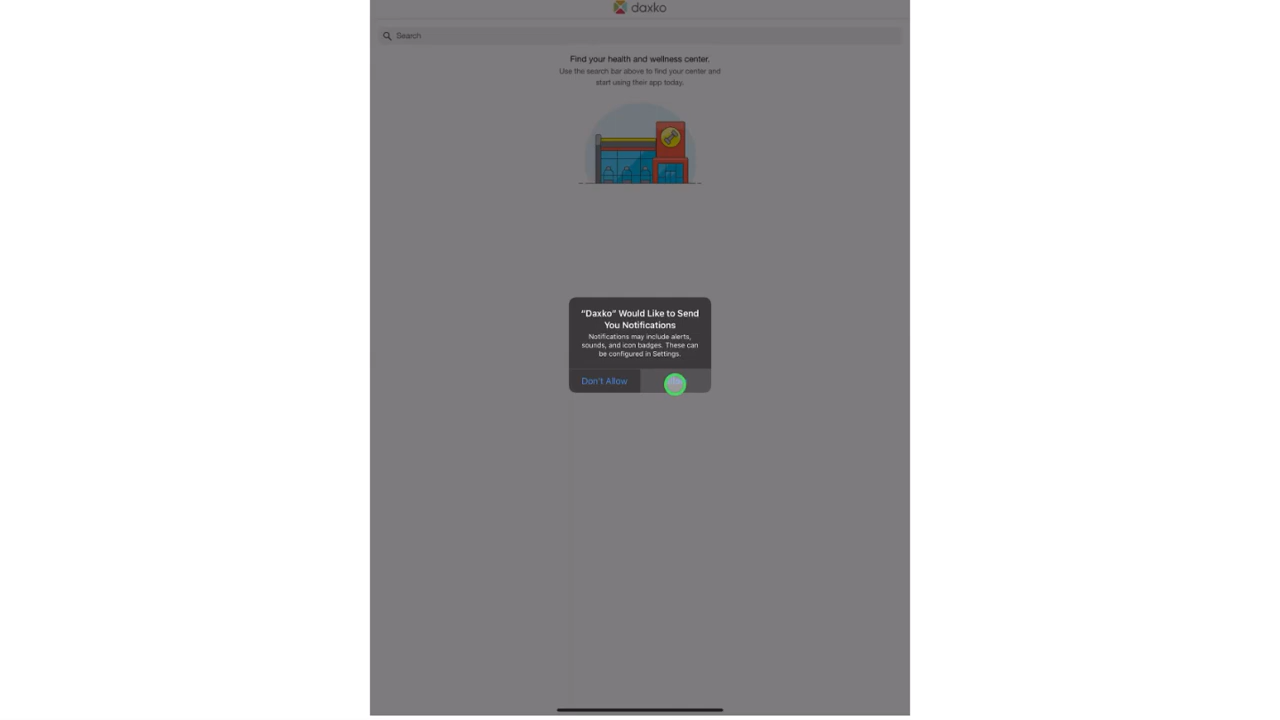 daxko
Search
Find your health and wellness center.
Use the search bar above to find your center and
start using their app today.
“Daxko” Would Like to Send
You Notifications
Notifications may include alerts,
sounds, and icon badges. These can
be configured in Settings.
Don't Allow